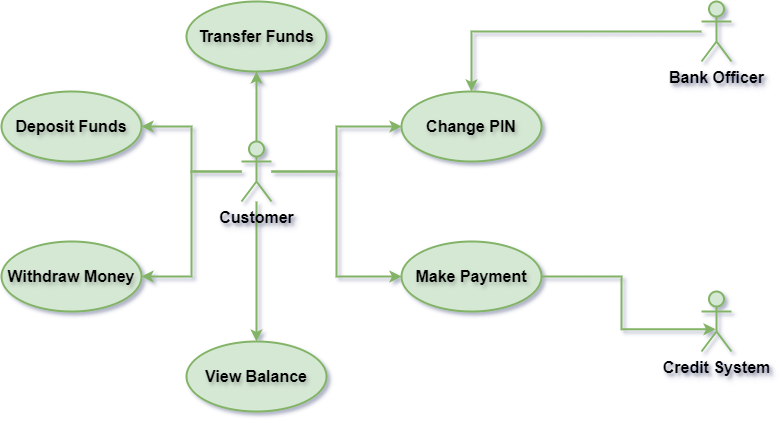 Transfer Funds
Bank Officer
Deposit Funds
Change PIN
Customer
Withdraw Money
Make Payment
Credit System
View Balance